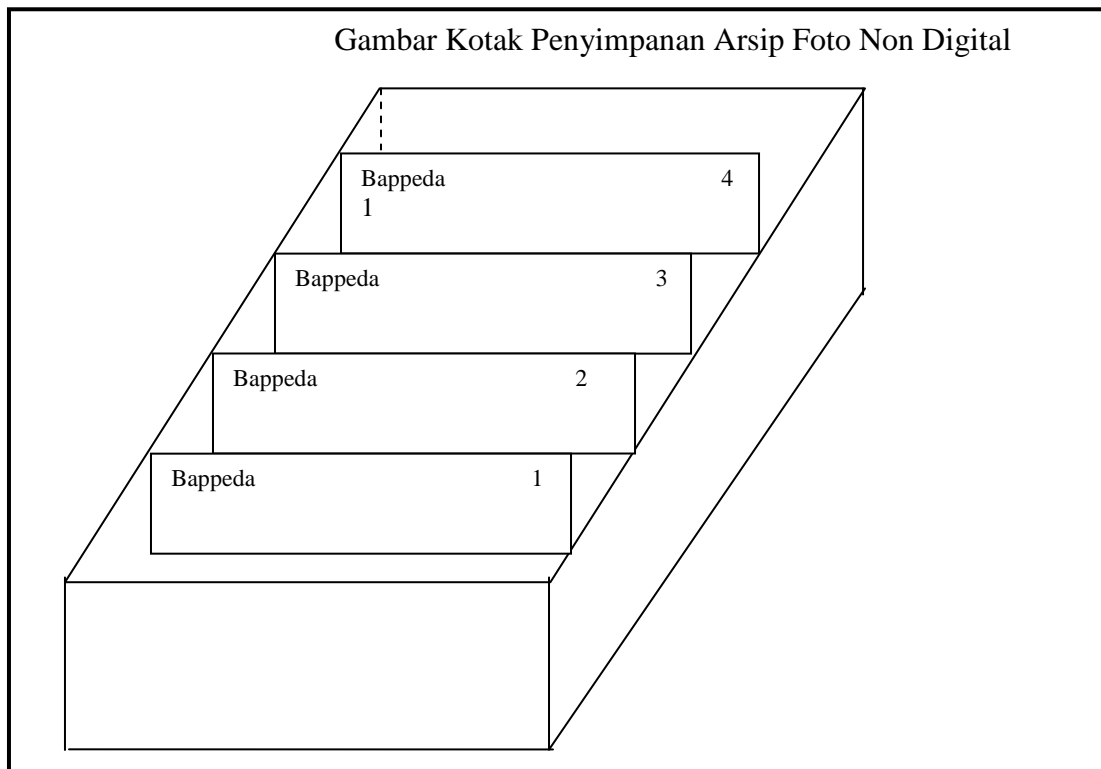 Gambar Kotak Penyimpanan Arsip Foto Non Digital
Bappeda 4
1
Bappeda 3
Bappeda 2
Bappeda 1